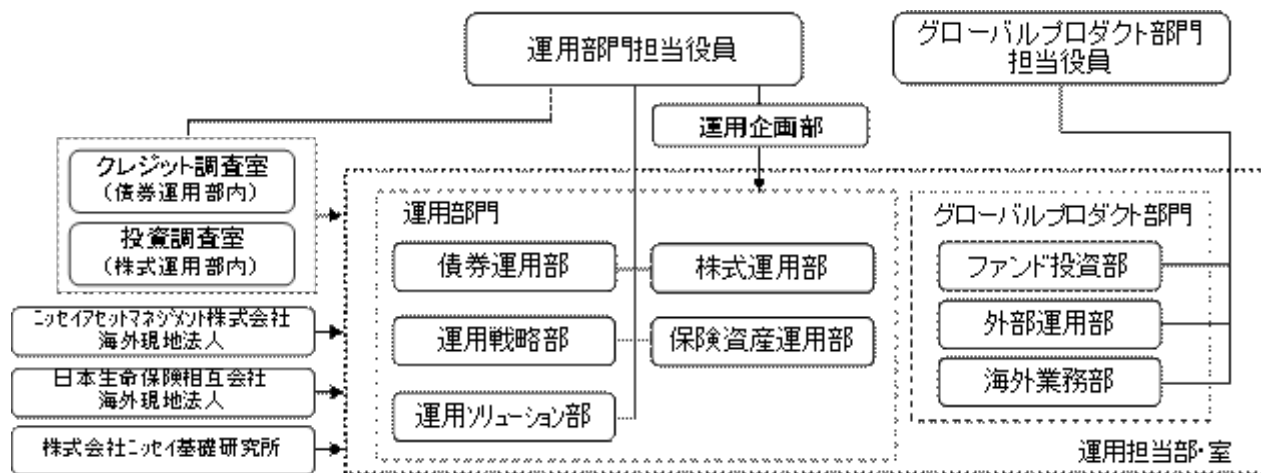 運用部門担当役員
グローバルプロダクト部門
担当役員
運用企画部
クレジット調査室
(債券運用部内)
投資調査室
(株式運用部内)
ニッセイアセットマネジメント株式会社
海外現地法人
日本生命保険相互会社
海外現地法人
株式会社ニッセイ基礎研究所
運用部門
債券運用部
株式運用部
運用戦略部
保険資産運用部
運用ソリューション部
グローバルプロダクト部門
ファンド投資部
外部運用部
海外業務部
運用担当部・室